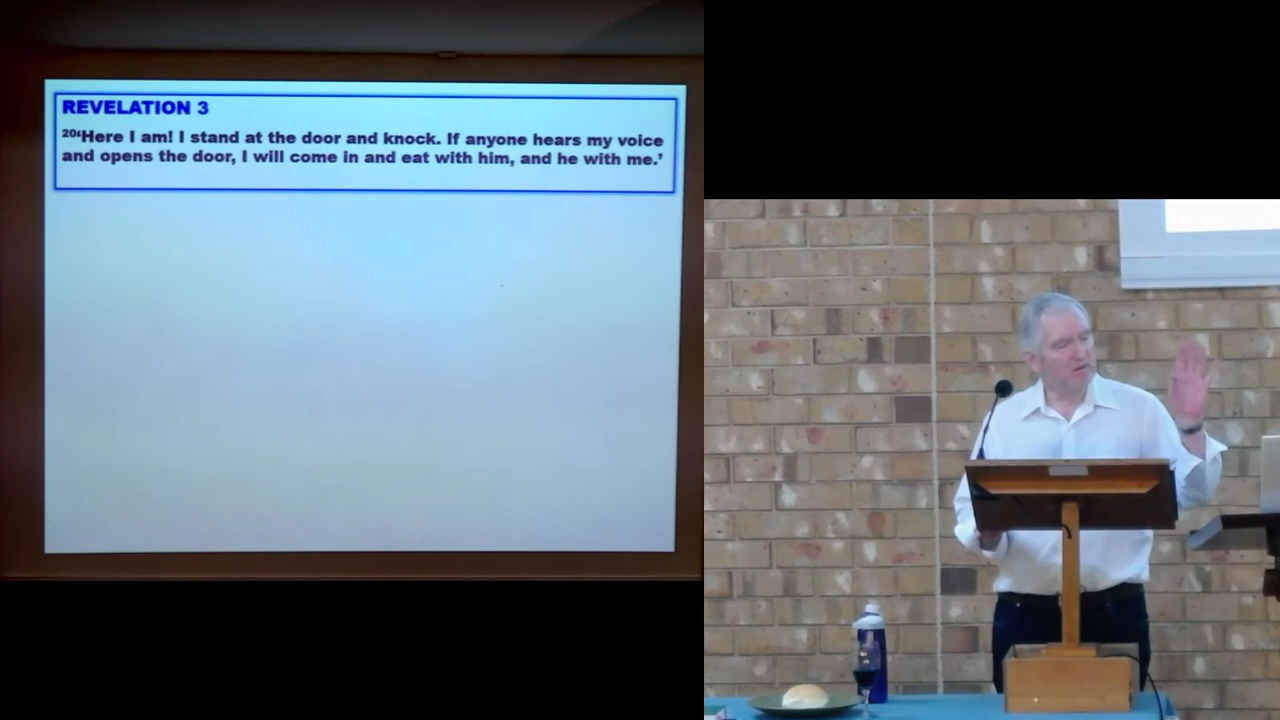 REVELATION 3
20‘Here I am! I stand at the door and knock. If anyone hears my voice
and opens the door, I will come in and eat with him, and he with me.’